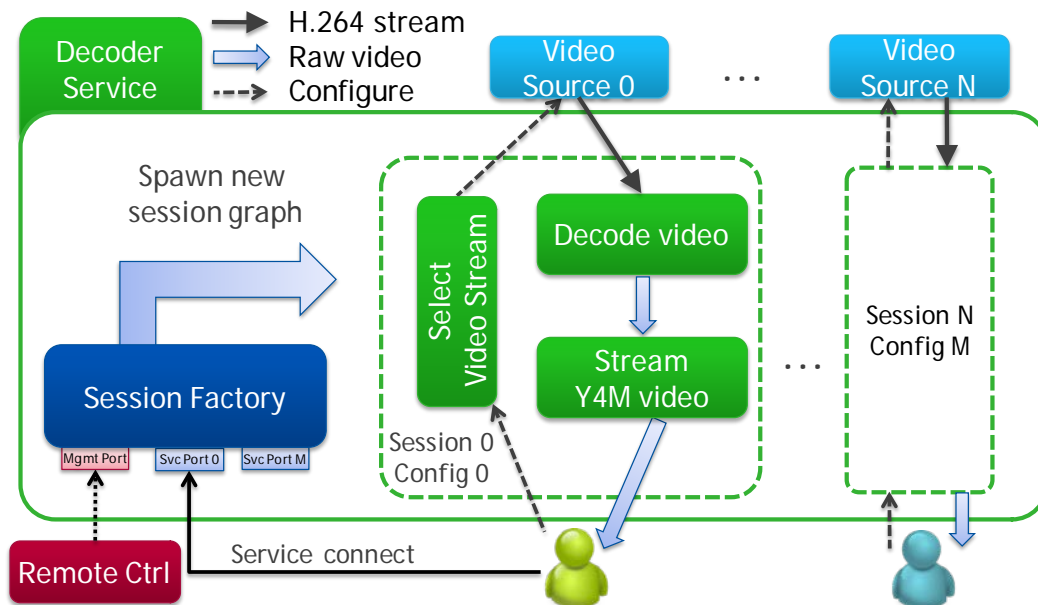 Decoder
Service
H.264 stream
Raw video
Configure
Video
Source 0
...
Video
Source N
Spawn new
session graph
Select
Video Stream
Decode video
Stream
Y4M video
Session 0
Config 0
...
Session N
Config M
Session Factory
Mgmt Port
Svc Port 0
Svc Port M
Remote Ctrl
Service connect